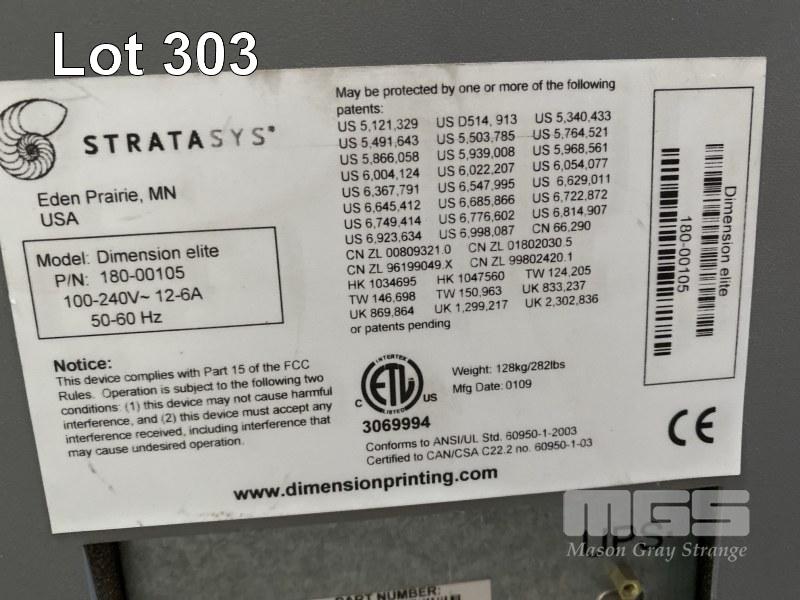 Lot 303
STRATASYS
Eden Prairie, MN
USA
Model: Dimension elite
P/N: 180-00105
100-240V~ 12-6A
50-60 Hz
May be protected by one or more of the following
patents:
US 5,121,329 US D514, 913 US 5,340,433
US 5,491,643 US 5,503,785 US 5,764,521
US 5,866,058 US 5,939,008 US 5,968,561
US 6,004,124 US 6,022,207 US 6,054,077
US 6,367,791 US 6,547,995 US 6,629,011
US 6,645,412 US 6,685,866 US 6,722,872
US 6,749,414 US 6,776,602 US 6,814,907
US 6,923,634 US 6,998,087 CN 66,290
CN ZL 00809321.0 CN ZL 01802030.5
CN ZL 96199049.X CN ZL 99802420.1
HK 1034695 HK 1047560 TW 124,205
TW 146,698 TW 150,963 UK 833,237
UK 869,864 UK 1,299,217 UK 2,302,836
or patents pending
Dimension elite
180-00105
Notice:
This device complies with Part 15 of the FCC
Rules. Operation is subject to the following two
conditions: (1) this device may not cause harmful
interference, and (2) this device must accept any
interference received, including interference that
may cause undesired operation.
INTERTEK
C ETL US
LISTED
3069994
Weight: 128kg/282lbs
Mfg Date: 0109
Conforms to ANSI/UL Std. 60950-1-2003
Certified to CAN/CSA C22.2 no. 60950-1-03
CE
www.dimensionprinting.com
MGS
UPS
Mason Gray Strange
PART NUMBER: